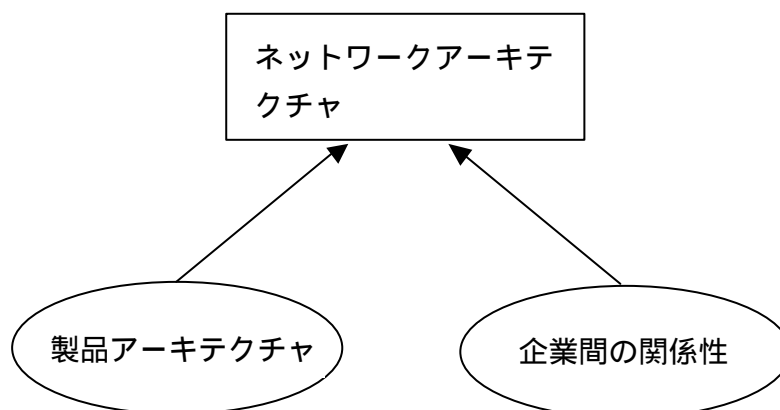 ネットワークアーキテ
クチャ
製品アーキテクチャ
企業間の関係性